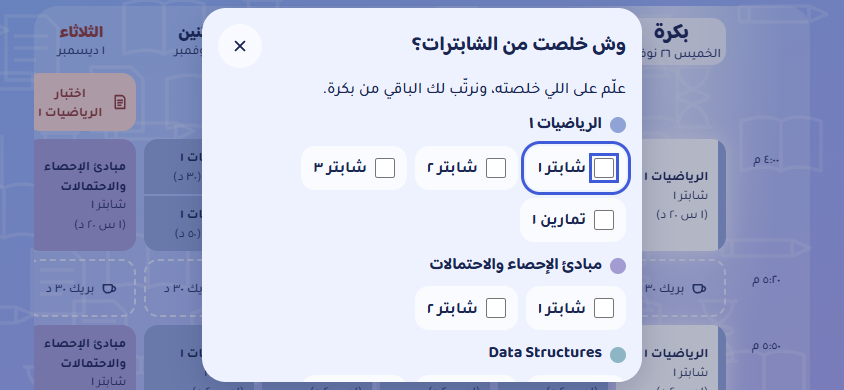 وش خلصت من الشابترات؟
علّم على اللي خلصته، ونرتّب لك الباقي من بكرة.
الرياضيات ١
شابتر ١
شابتر ٢
شابتر ٣
تمارين ١
مبادئ الإحصاء والاحتمالات
شابتر ١
شابتر ٢
Data Structures
بكرة
الخميس ٢٦
الثلاثاء
١ ديسمبر
اختبار
الرياضيات ١
٤:٠٠ م
الرياضيات ١
شابتر ١
(١ س ٢٠ د)
مبادئ الإحصاء
والاحتمالات
شابتر ١
(١ س ٢٠ د)
٥:٢٠ م
بريك ٣٠ د
بريك ٣٠ د
٥:٥٠ م
الرياضيات ١
شابتر ١
مبادئ الإحصاء
والاحتمالات
شابتر ١